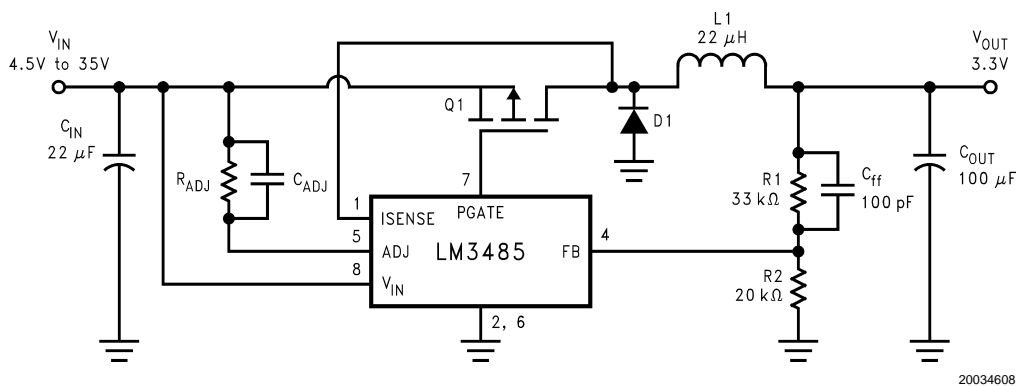 V_IN
4.5V to 35V
C_IN
22 μF
R_ADJ
C_ADJ
Q1
L1
22 μH
D1
V_OUT
3.3V
R1
33 kΩ
C_ff
100 pF
C_OUT
100 μF
R2
20 kΩ
7
1
5
8
4
2, 6
ISENSE
PGATE
ADJ
LM3485
FB
V_IN
20034608